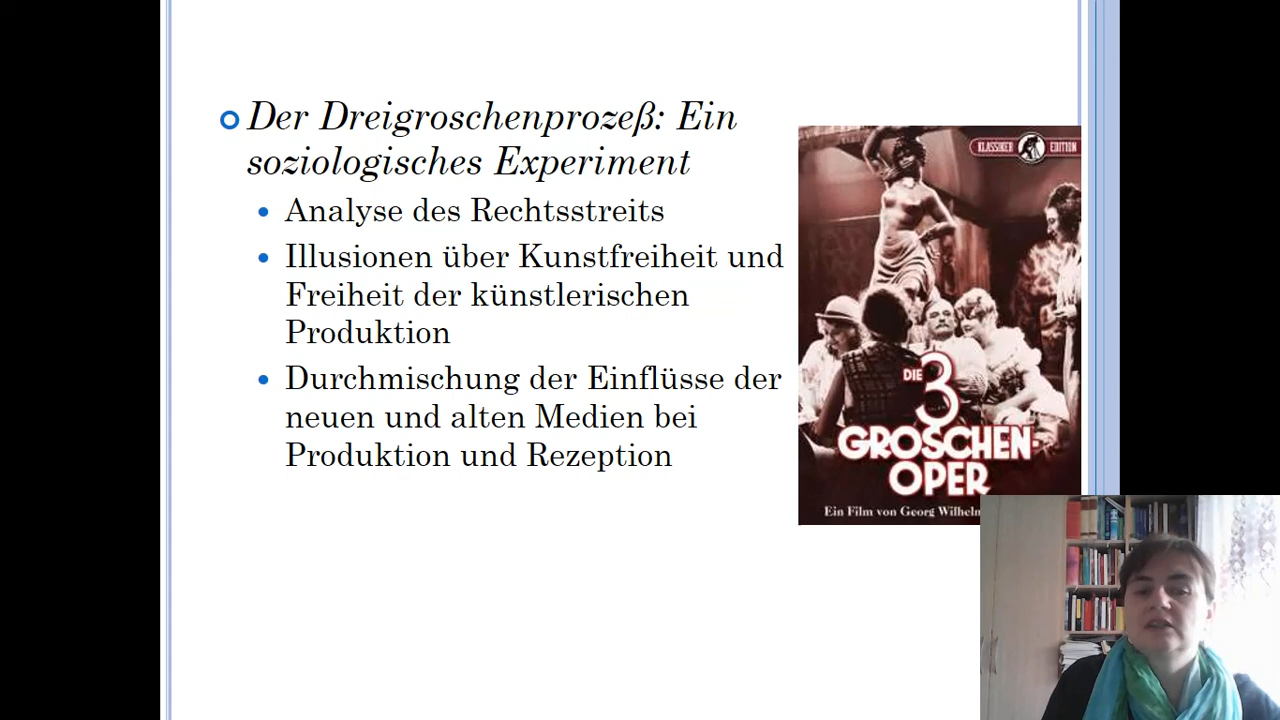 Der Dreigroschenprozeß: Ein
soziologisches Experiment
Analyse des Rechtsstreits
Illusionen über Kunstfreiheit und
Freiheit der künstlerischen
Produktion
Durchmischung der Einflüsse der
neuen und alten Medien bei
Produktion und Rezeption
KLASSIKER EDITION
DIE 3
GROSCHEN-
OPER
Ein Film von Georg Wilhelm